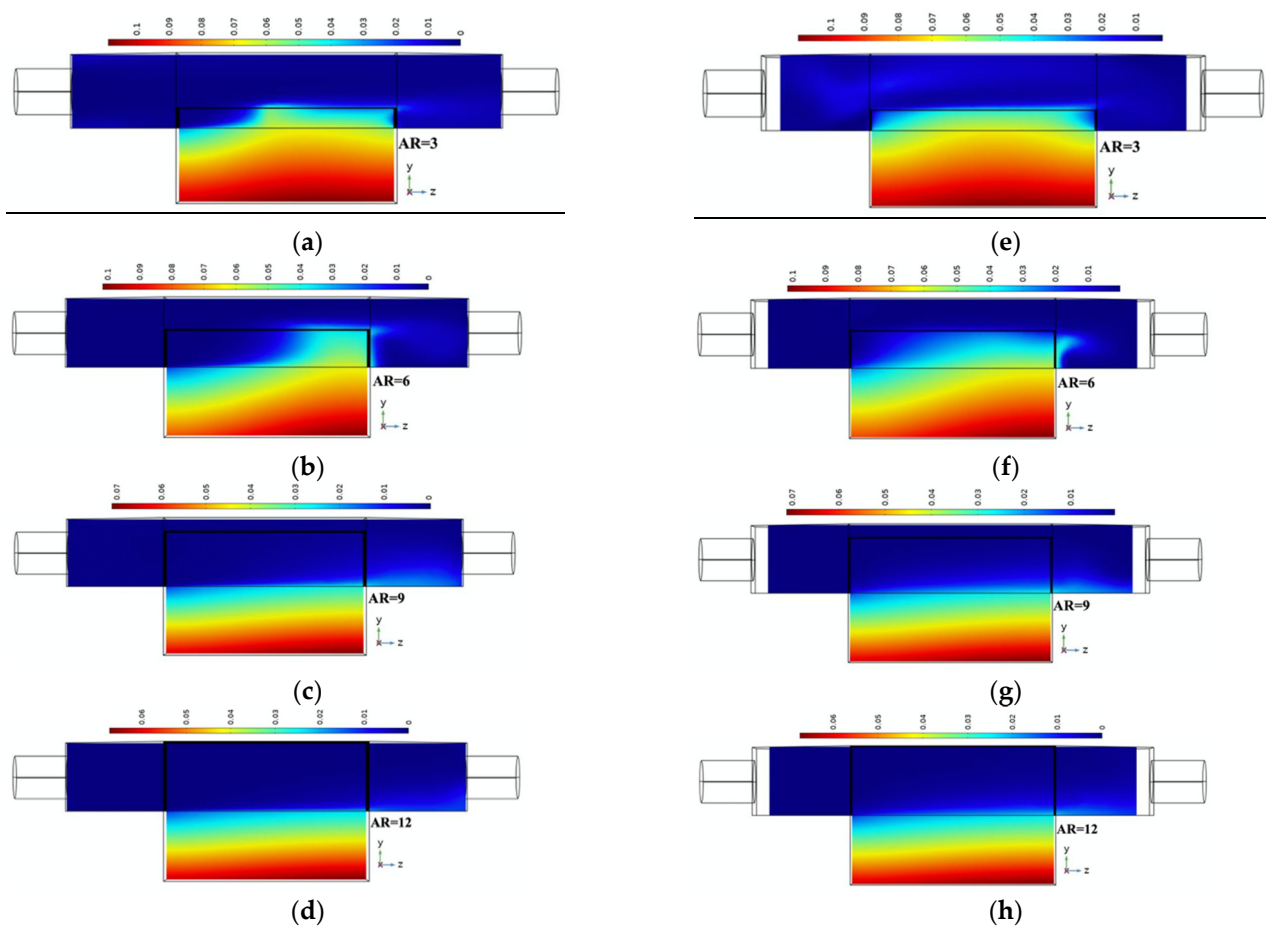 0.1 0.09 0.08 0.07 0.06 0.05 0.04 0.03 0.02 0.01 0
AR=3
y
z
(a)
0.1 0.09 0.08 0.07 0.06 0.05 0.04 0.03 0.02 0.01
AR=3
y
z
(e)
0.1 0.09 0.08 0.07 0.06 0.05 0.04 0.03 0.02 0.01 0
AR=6
y
z
(b)
0.1 0.09 0.08 0.07 0.06 0.05 0.04 0.03 0.02 0.01
AR=6
y
z
(f)
0.07 0.06 0.05 0.04 0.03 0.02 0.01 0
AR=9
y
z
(c)
0.07 0.06 0.05 0.04 0.03 0.02 0.01
AR=9
y
z
(g)
0.06 0.05 0.04 0.03 0.02 0.01 0
AR=12
y
z
(d)
0.06 0.05 0.04 0.03 0.02 0.01 0
AR=12
y
z
(h)